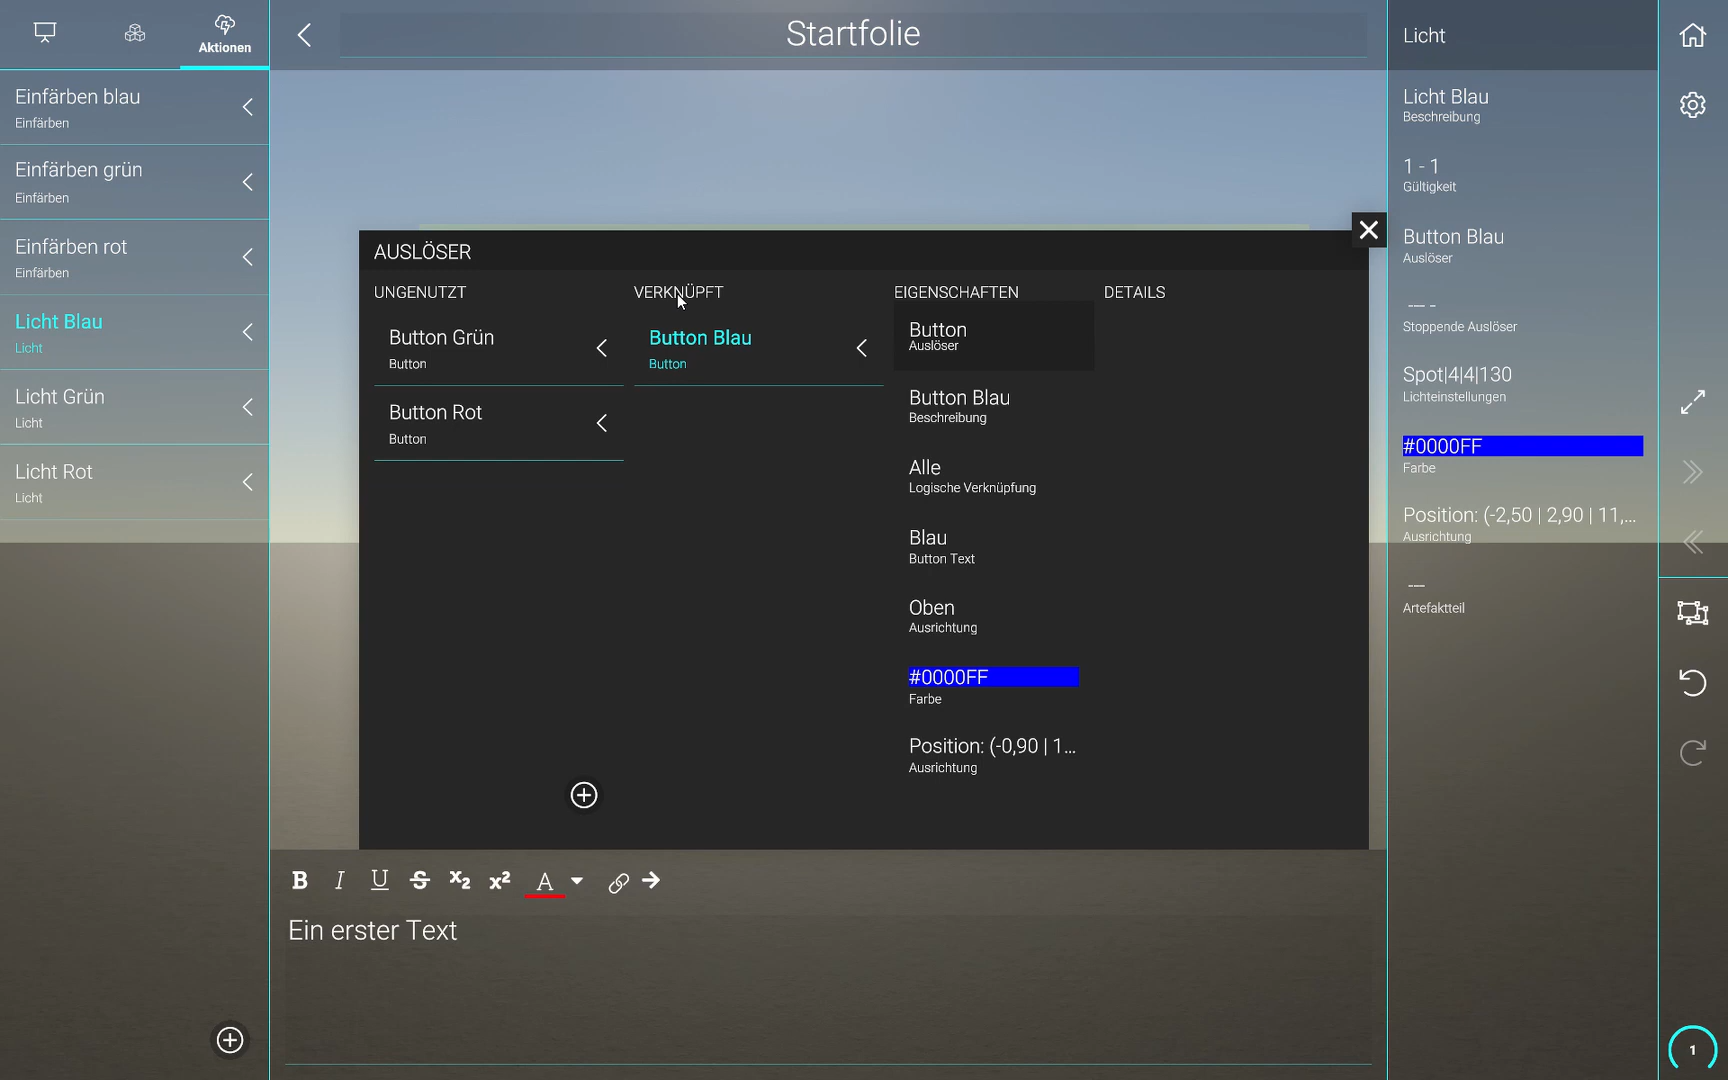 Aktionen
Einfärben blau
Einfärben
Einfärben grün
Einfärben
Einfärben rot
Einfärben
Licht Blau
Licht
Licht Grün
Licht
Licht Rot
Licht
Startfolie
AUSLÖSER
UNGENUTZT
Button Grün
Button
Button Rot
Button
VERKNÜPFT
Button Blau
Button
EIGENSCHAFTEN
Button
Auslöser
Button Blau
Beschreibung
Alle
Logische Verknüpfung
Blau
Button Text
Oben
Ausrichtung
#0000FF
Farbe
Position: (-0,90 | 1...
Ausrichtung
DETAILS
B I U S x2 x2 A
Ein erster Text
Licht
Licht Blau
Beschreibung
1 - 1
Gültigkeit
Button Blau
Auslöser
--- -
Stoppende Auslöser
Spot|4|4|130
Lichteinstellungen
#0000FF
Farbe
Position: (-2,50 | 2,90 | 11,...
Ausrichtung
---
Artefaktteil
1